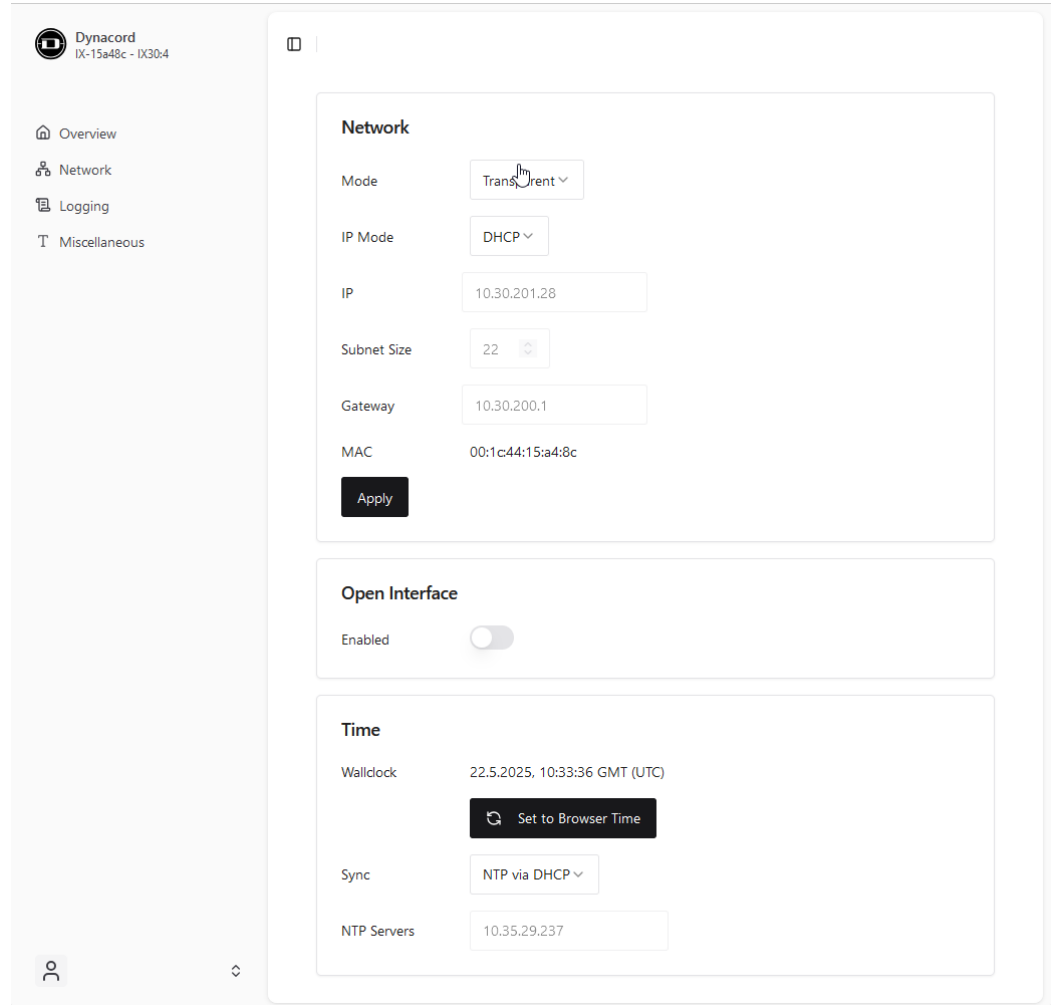 Dynacord
IX-15a48c - IX30:4
Overview
Network
Logging
Miscellaneous
Network
Mode
Transparent
IP Mode
DHCP
IP
10.30.201.28
Subnet Size
22
Gateway
10.30.200.1
MAC
00:1c:44:15:a4:8c
Apply
Open Interface
Enabled
Time
Wallclock
22.5.2025, 10:33:36 GMT (UTC)
Set to Browser Time
Sync
NTP via DHCP
NTP Servers
10.35.29.237